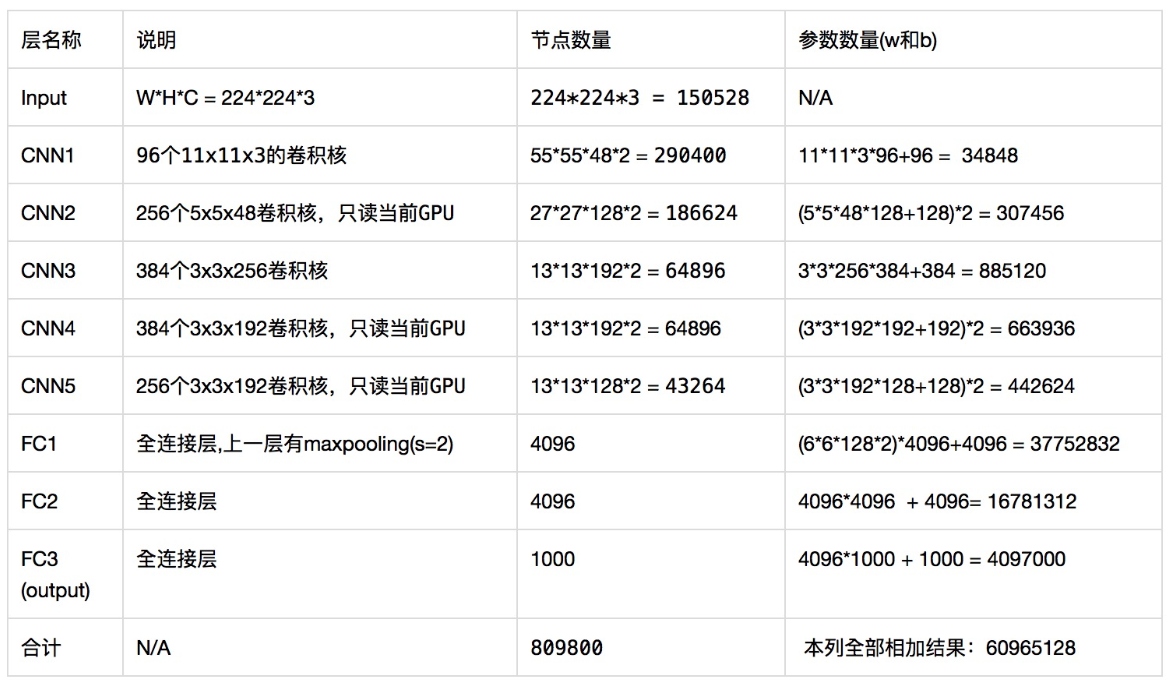 层名称 说明 节点数量 参数数量(w和b)
Input W*H*C = 224*224*3 224*224*3 = 150528 N/A
CNN1 96个11x11x3的卷积核 55*55*48*2 = 290400 11*11*3*96+96 = 34848
CNN2 256个5x5x48卷积核，只读当前GPU 27*27*128*2 = 186624 (5*5*48*128+128)*2 = 307456
CNN3 384个3x3x256卷积核 13*13*192*2 = 64896 3*3*256*384+384 = 885120
CNN4 384个3x3x192卷积核，只读当前GPU 13*13*192*2 = 64896 (3*3*192*192+192)*2 = 663936
CNN5 256个3x3x192卷积核，只读当前GPU 13*13*128*2 = 43264 (3*3*192*128+128)*2 = 442624
FC1 全连接层,上一层有maxpooling(s=2) 4096 (6*6*128*2)*4096+4096 = 37752832
FC2 全连接层 4096 4096*4096 + 4096= 16781312
FC3 全连接层 1000 4096*1000 + 1000 = 4097000
(output)
合计 N/A 809800 本列全部相加结果：60965128